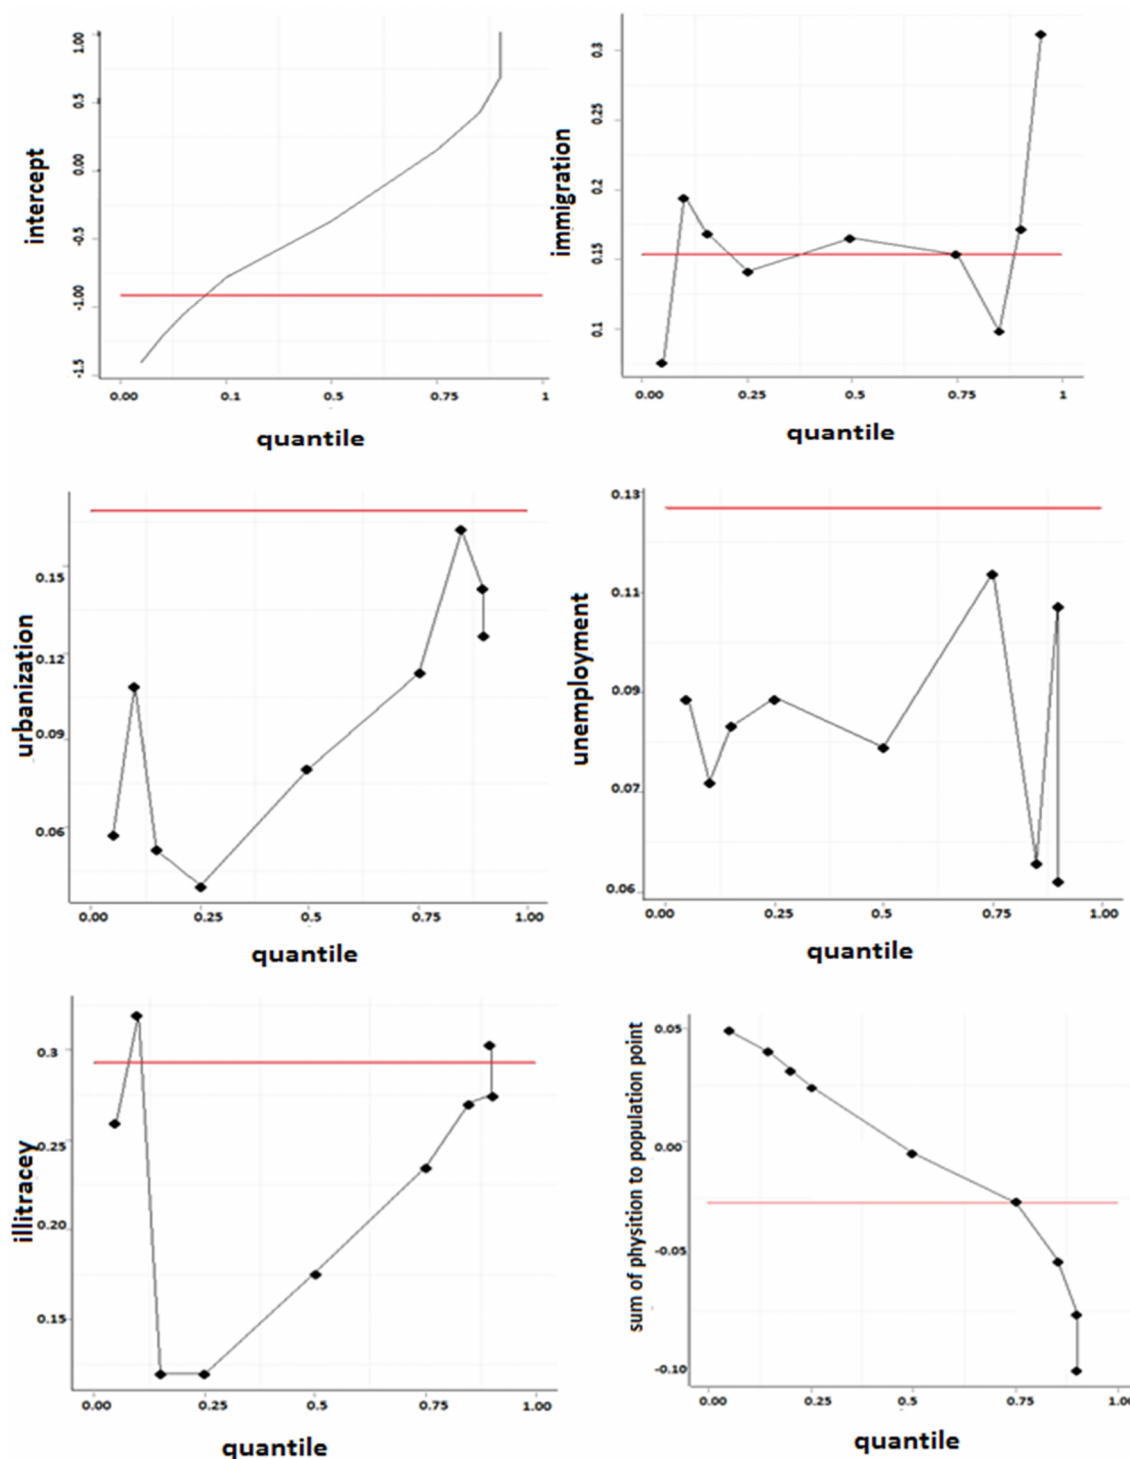 intercept
1.00
0.5
0.00
-0.5
-1.00
-1.5
0.00 0.1 0.5 0.75 1
quantile
immigration
0.3
0.25
0.2
0.15
0.1
0.00 0.25 0.5 0.75 1
quantile
urbanization
0.15
0.12
0.09
0.06
0.00 0.25 0.5 0.75 1.00
quantile
unemployment
0.13
0.11
0.09
0.07
0.06
0.00 0.25 0.5 0.75 1.00
quantile
illitracey
0.3
0.25
0.20
0.15
0.00 0.25 0.5 0.75 1.00
quantile
sum of physition to population point
0.05
0.00
-0.05
-0.10
0.00 0.25 0.5 0.75 1.00
quantile